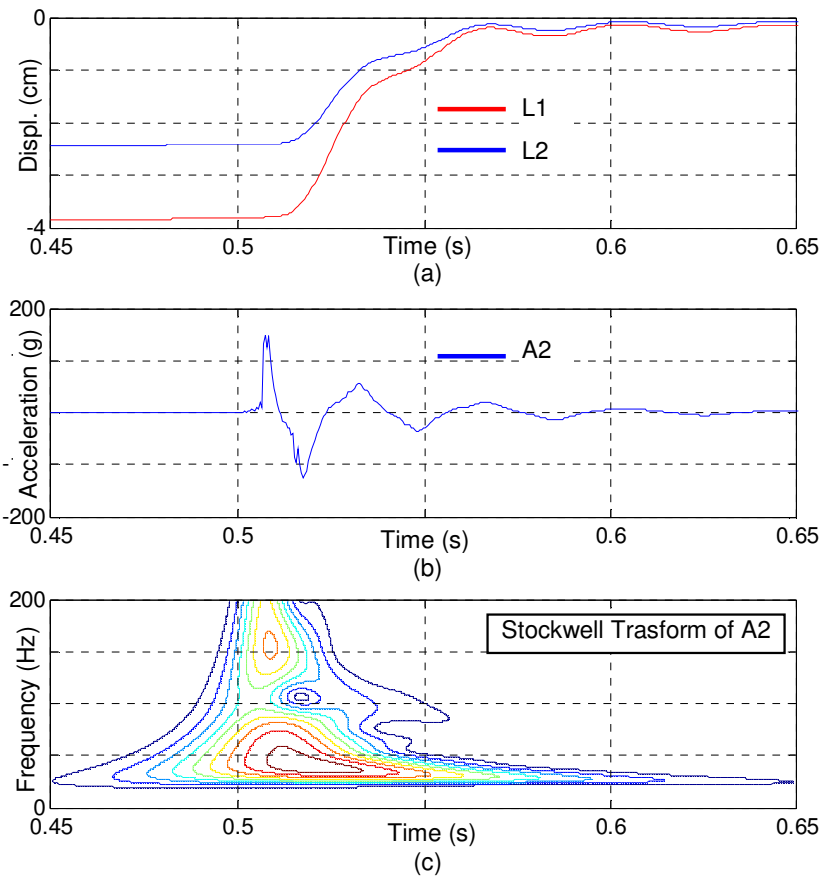 0
Displ. (cm)
L1
L2
-4
0.45
0.5
Time (s)
0.6
0.65
(a)
200
Acceleration (g)
A2
-200
0.45
0.5
Time (s)
0.6
0.65
(b)
200
Stockwell Trasform of A2
Frequency (Hz)
0
0.45
0.5
Time (s)
0.6
0.65
(c)